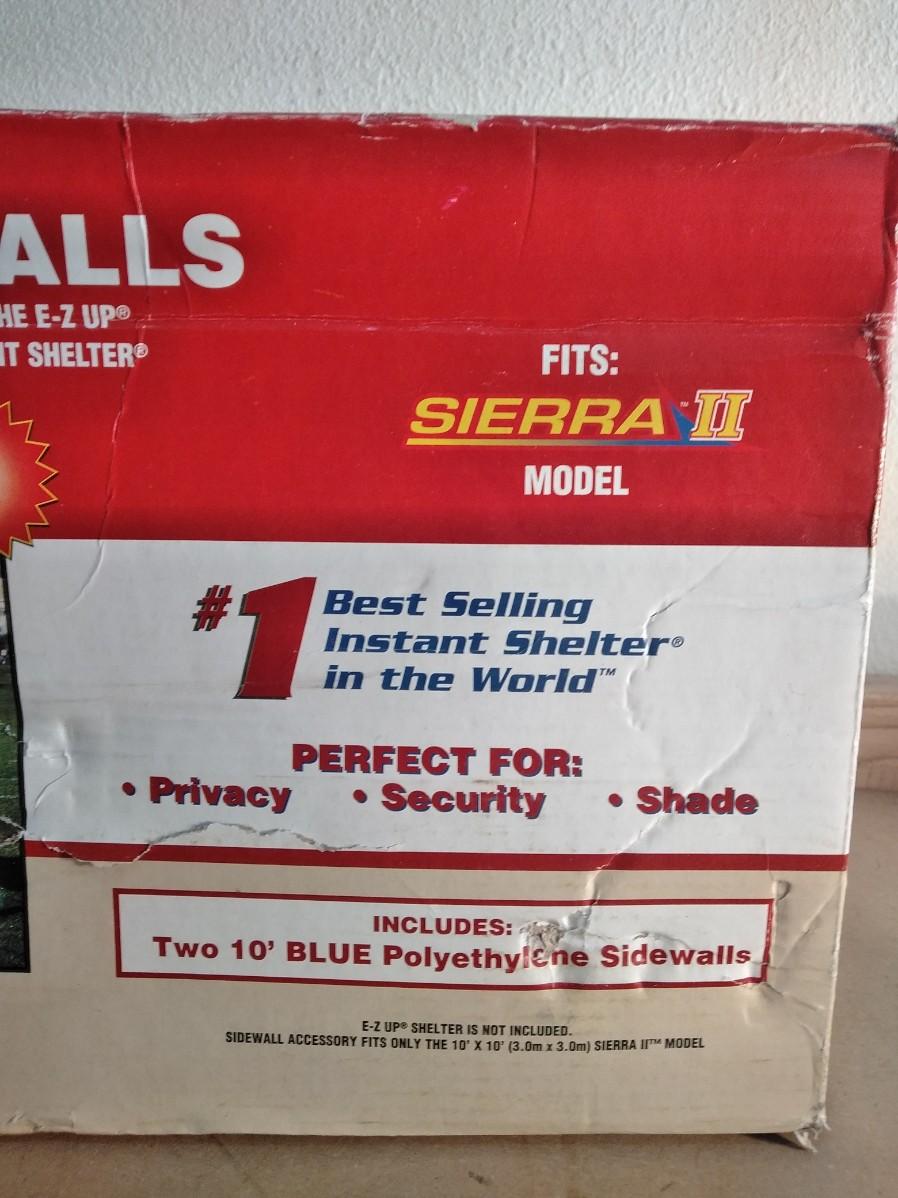 ALLS
HE E-Z UP®
T SHELTER®
FITS:
SIERRA™ II
MODEL
#1 Best Selling
Instant Shelter®
in the World™
PERFECT FOR:
• Privacy • Security • Shade
INCLUDES:
Two 10' BLUE Polyethylene Sidewalls
E-Z UP® SHELTER IS NOT INCLUDED.
SIDEWALL ACCESSORY FITS ONLY THE 10' X 10' (3.0m x 3.0m) SIERRA II™ MODEL